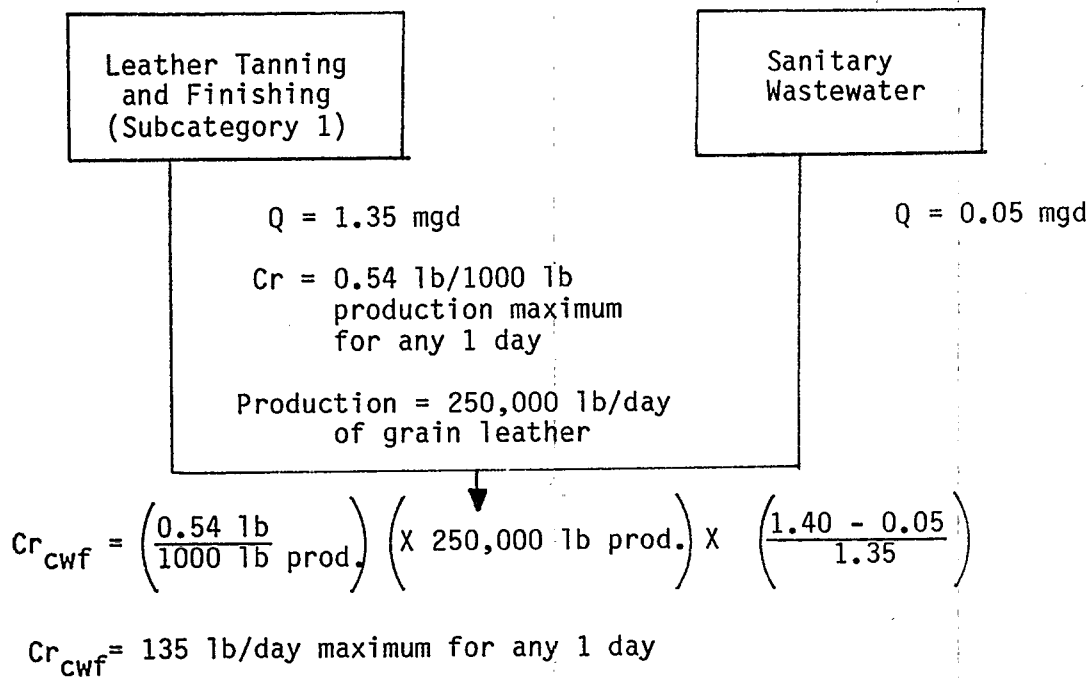 Leather Tanning
and Finishing
(Subcategory 1)
Sanitary
Wastewater
Q = 1.35 mgd
Q = 0.05 mgd
Cr = 0.54 lb/1000 lb
production maximum
for any 1 day
Production = 250,000 lb/day
of grain leather
Cr_cwf = (0.54 lb / 1000 lb prod.) (X 250,000 lb prod.) X (1.40 - 0.05 / 1.35)
Cr_cwf = 135 lb/day maximum for any 1 day